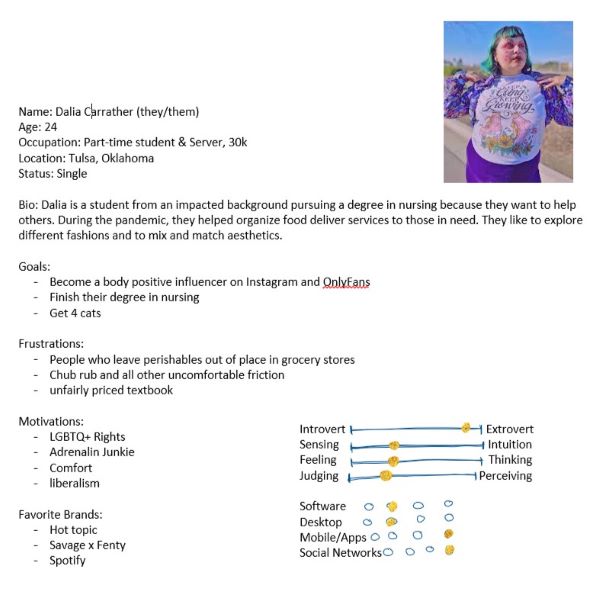 Name: Dalia Carrather (they/them)
Age: 24
Occupation: Part-time student & Server, 30k
Location: Tulsa, Oklahoma
Status: Single
Going
Growing
Bio: Dalia is a student from an impacted background pursuing a degree in nursing because they want to help
others. During the pandemic, they helped organize food deliver services to those in need. They like to explore
different fashions and to mix and match aesthetics.
Goals:
- Become a body positive influencer on Instagram and OnlyFans
- Finish their degree in nursing
- Get 4 cats
Frustrations:
- People who leave perishables out of place in grocery stores
- Chub rub and all other uncomfortable friction
- unfairly priced textbook
Motivations:
- LGBTQ+ Rights
- Adrenalin Junkie
- Comfort
- liberalism
Favorite Brands:
- Hot topic
- Savage x Fenty
- Spotify
Introvert Extrovert
Sensing Intuition
Feeling Thinking
Judging Perceiving
Software
Desktop
Mobile/Apps
Social Networks